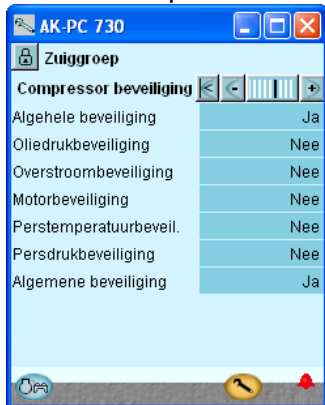 AK-PC 730
Zuiggroep
Compressor beveiliging
Algehele beveiliging Ja
Oliedrukbeveiliging Nee
Overstroombeveiliging Nee
Motorbeveiliging Nee
Perstemperatuurbeveil. Nee
Persdrukbeveiliging Nee
Algemene beveiliging Ja